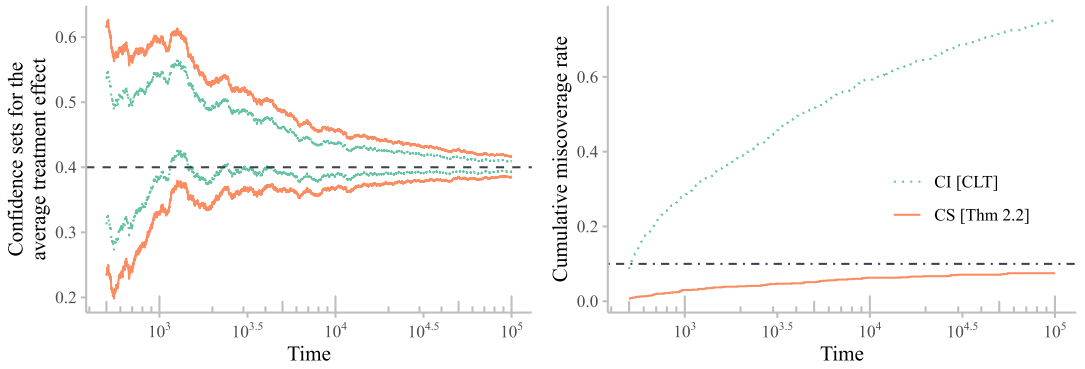 Confidence sets for the
average treatment effect
0.6
0.5
0.4
0.3
0.2
10^3
10^3.5
10^4
10^4.5
10^5
Time
Cumulative miscoverage rate
0.6
0.4
0.2
0.0
10^3
10^3.5
10^4
10^4.5
10^5
Time
CI [CLT]
CS [Thm 2.2]